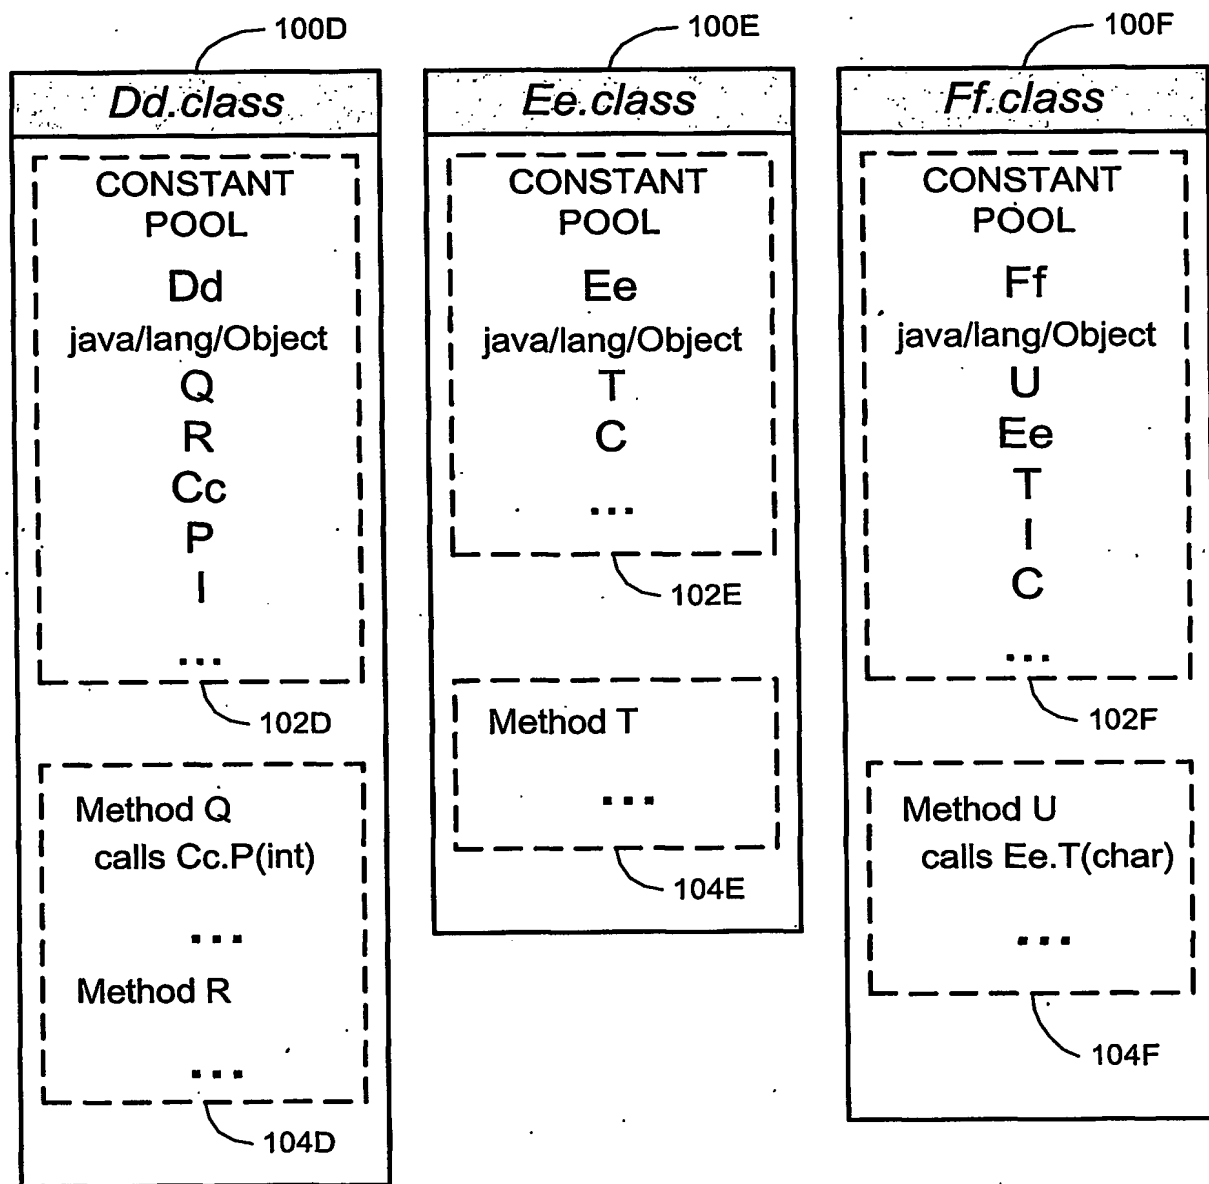 100D
Dd.class
CONSTANT
POOL
Dd
java/lang/Object
Q
R
Cc
P
I
...
102D
Method Q
calls Cc.P(int)
...
Method R
...
104D
100E
Ee.class
CONSTANT
POOL
Ee
java/lang/Object
T
C
...
102E
Method T
...
104E
100F
Ff.class
CONSTANT
POOL
Ff
java/lang/Object
U
Ee
T
I
C
...
102F
Method U
calls Ee.T(char)
...
104F